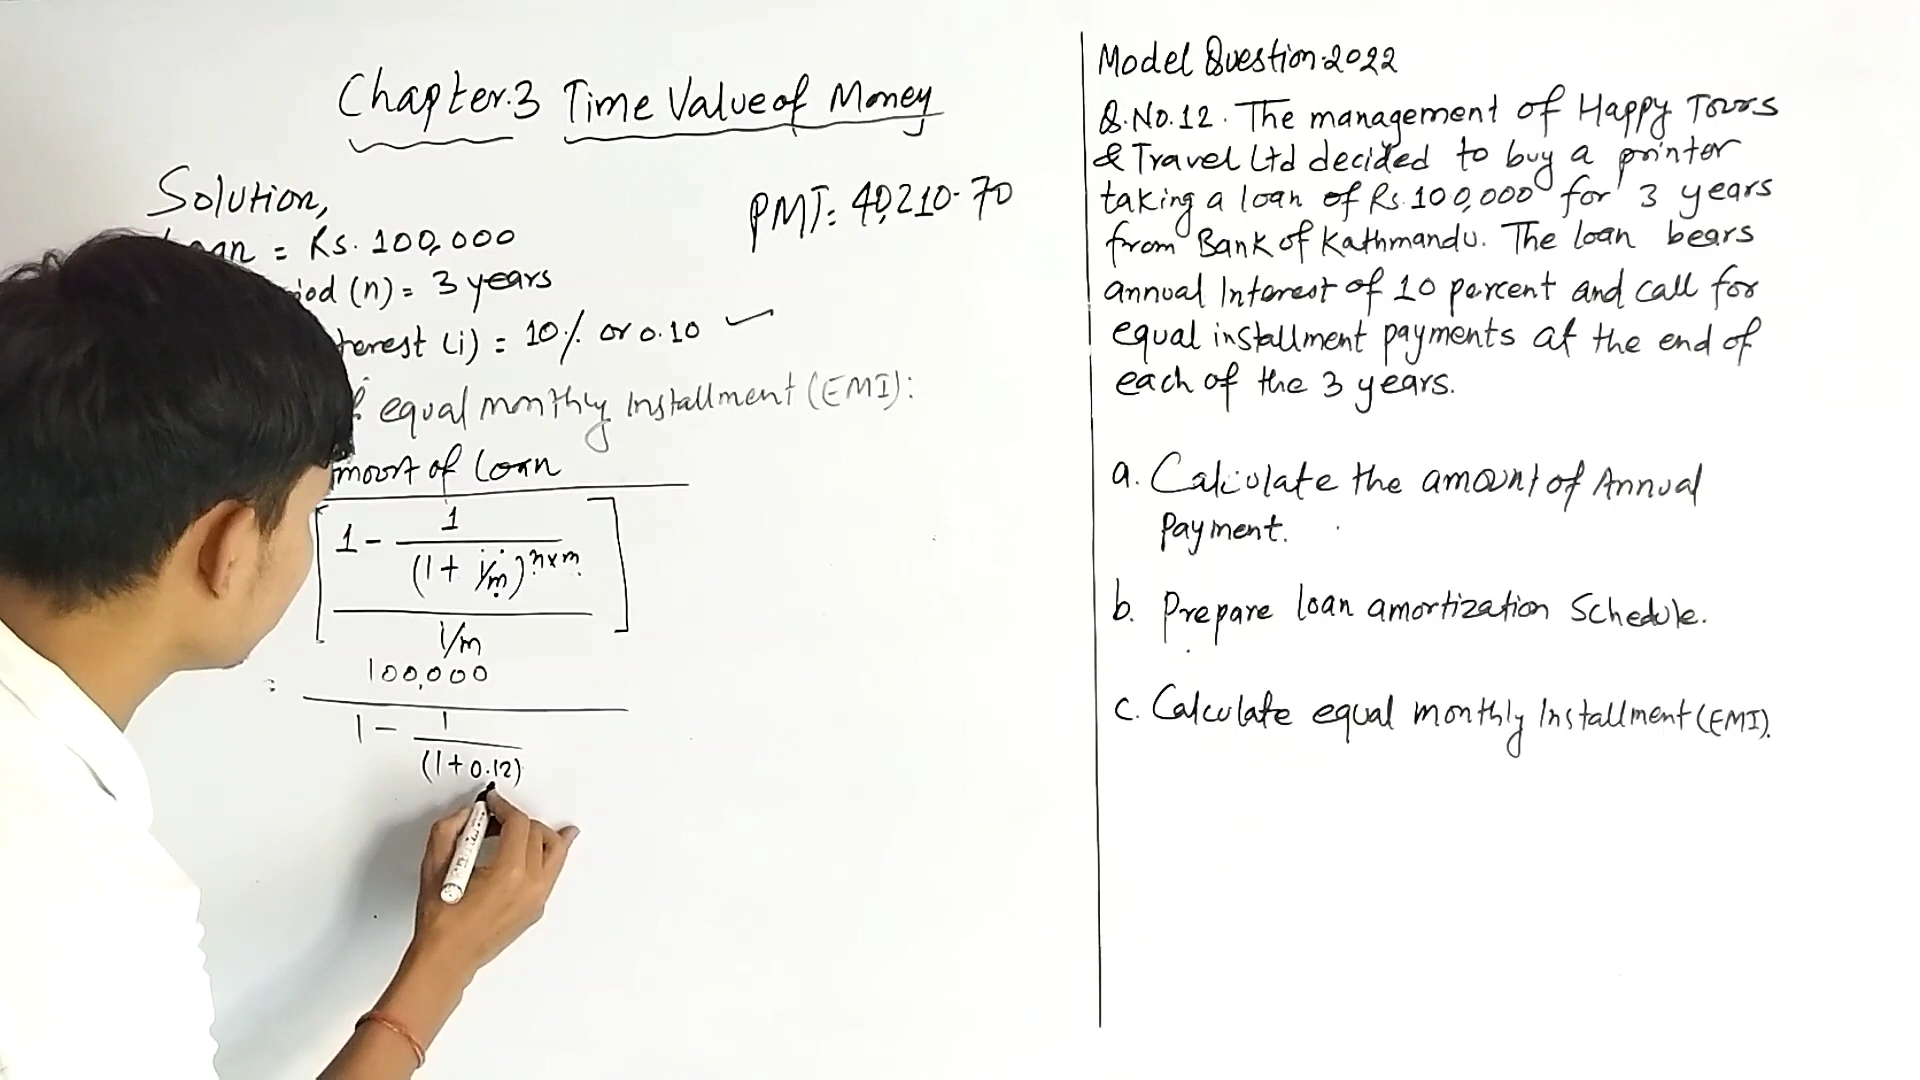 Chapter.3 Time Value of Money
Solution,
PMT= 40,210.70
= Rs. 100,000
(n) = 3 years
(i) = 10% or 0.10 ✓
equal monthly Installment (EMI):
of Loan
1 - 1
(1 + i/m)^n×m
i/m
100,000
=
1 - 1
(1+0.12)
Model Question.2022
Q.No.12. The management of Happy Tours
& Travel Ltd decided to buy a printer
taking a loan of Rs. 100,000 for 3 years
from Bank of Kathmandu. The loan bears
annual Interest of 10 percent and call for
equal installment payments at the end of
each of the 3 years.
a. Calculate the amount of Annual
Payment.
b. Prepare loan amortization Schedule.
c. Calculate equal monthly Installment (EMI).